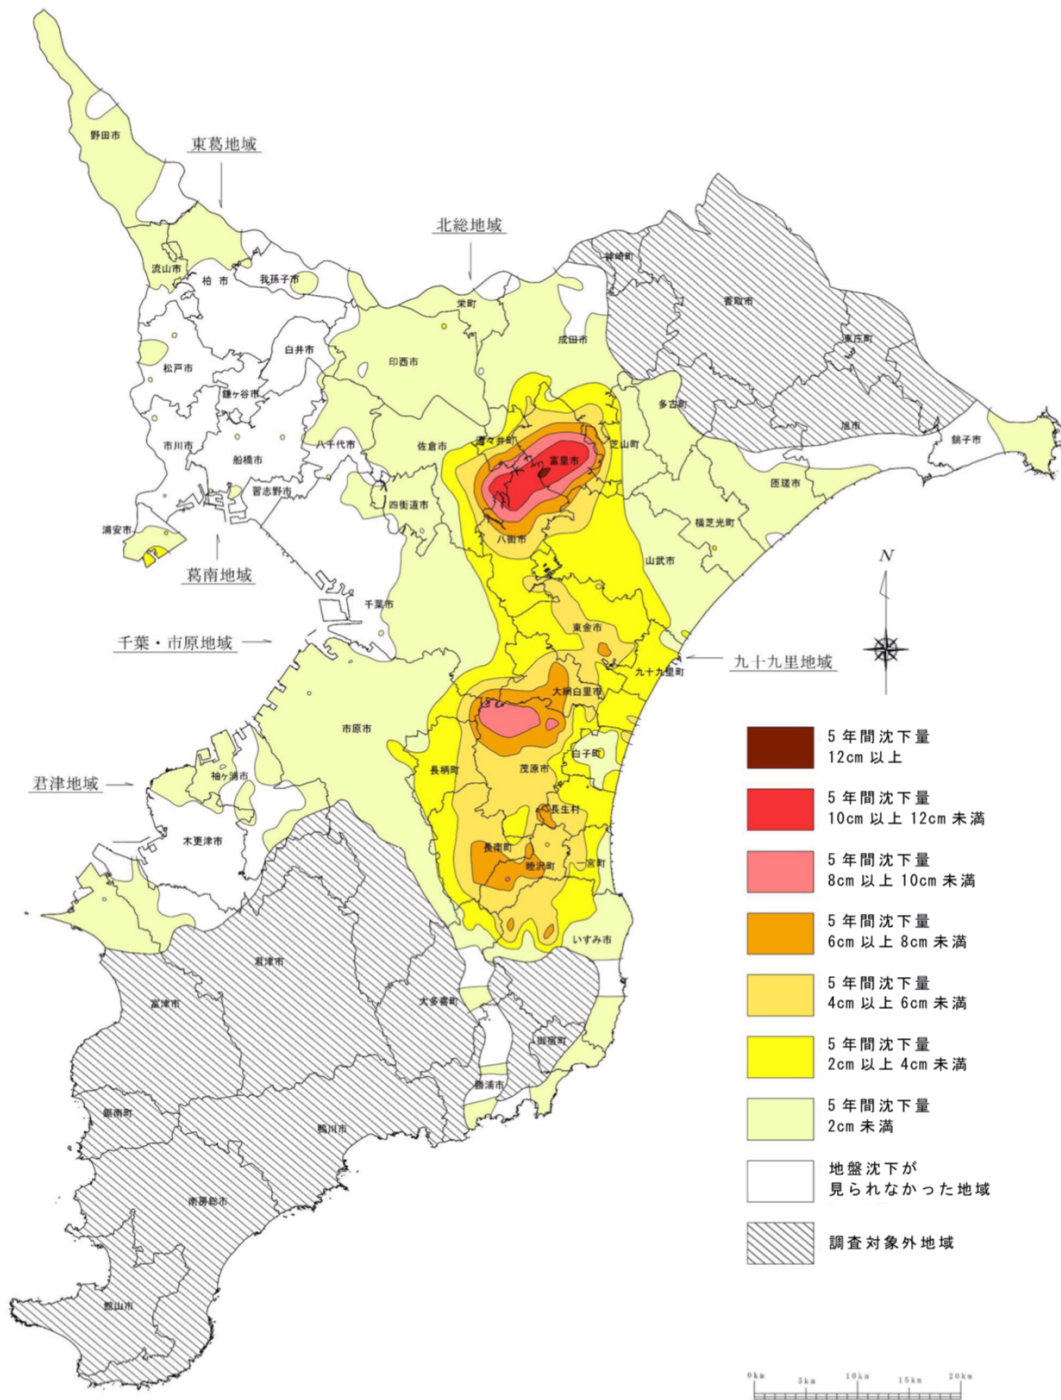 野田市
東葛地域
北総地域
流山市
柏市
我孫子市
神崎町
香取市
栄町
東庄町
成田市
白井市
印西市
松戸市
鎌ヶ谷市
多古町
旭市
市川市
船橋市
八千代市
佐倉市
酒々井町
富里市
芝山町
銚子市
匝瑳市
習志野市
四街道市
八街市
横芝光町
浦安市
葛南地域
山武市
N
千葉市
東金市
千葉・市原地域
九十九里地域
九十九里町
大網白里市
市原市
白子町
君津地域
袖ヶ浦市
長柄町
茂原市
長生村
木更津市
長南町
睦沢町
一宮町
いすみ市
君津市
富津市
大多喜町
御宿町
勝浦市
鋸南町
鴨川市
南房総市
館山市
5年間沈下量
12cm以上
5年間沈下量
10cm以上12cm未満
5年間沈下量
8cm以上10cm未満
5年間沈下量
6cm以上8cm未満
5年間沈下量
4cm以上6cm未満
5年間沈下量
2cm以上4cm未満
5年間沈下量
2cm未満
地盤沈下が
見られなかった地域
調査対象外地域
0km 5km 10km 15km 20km